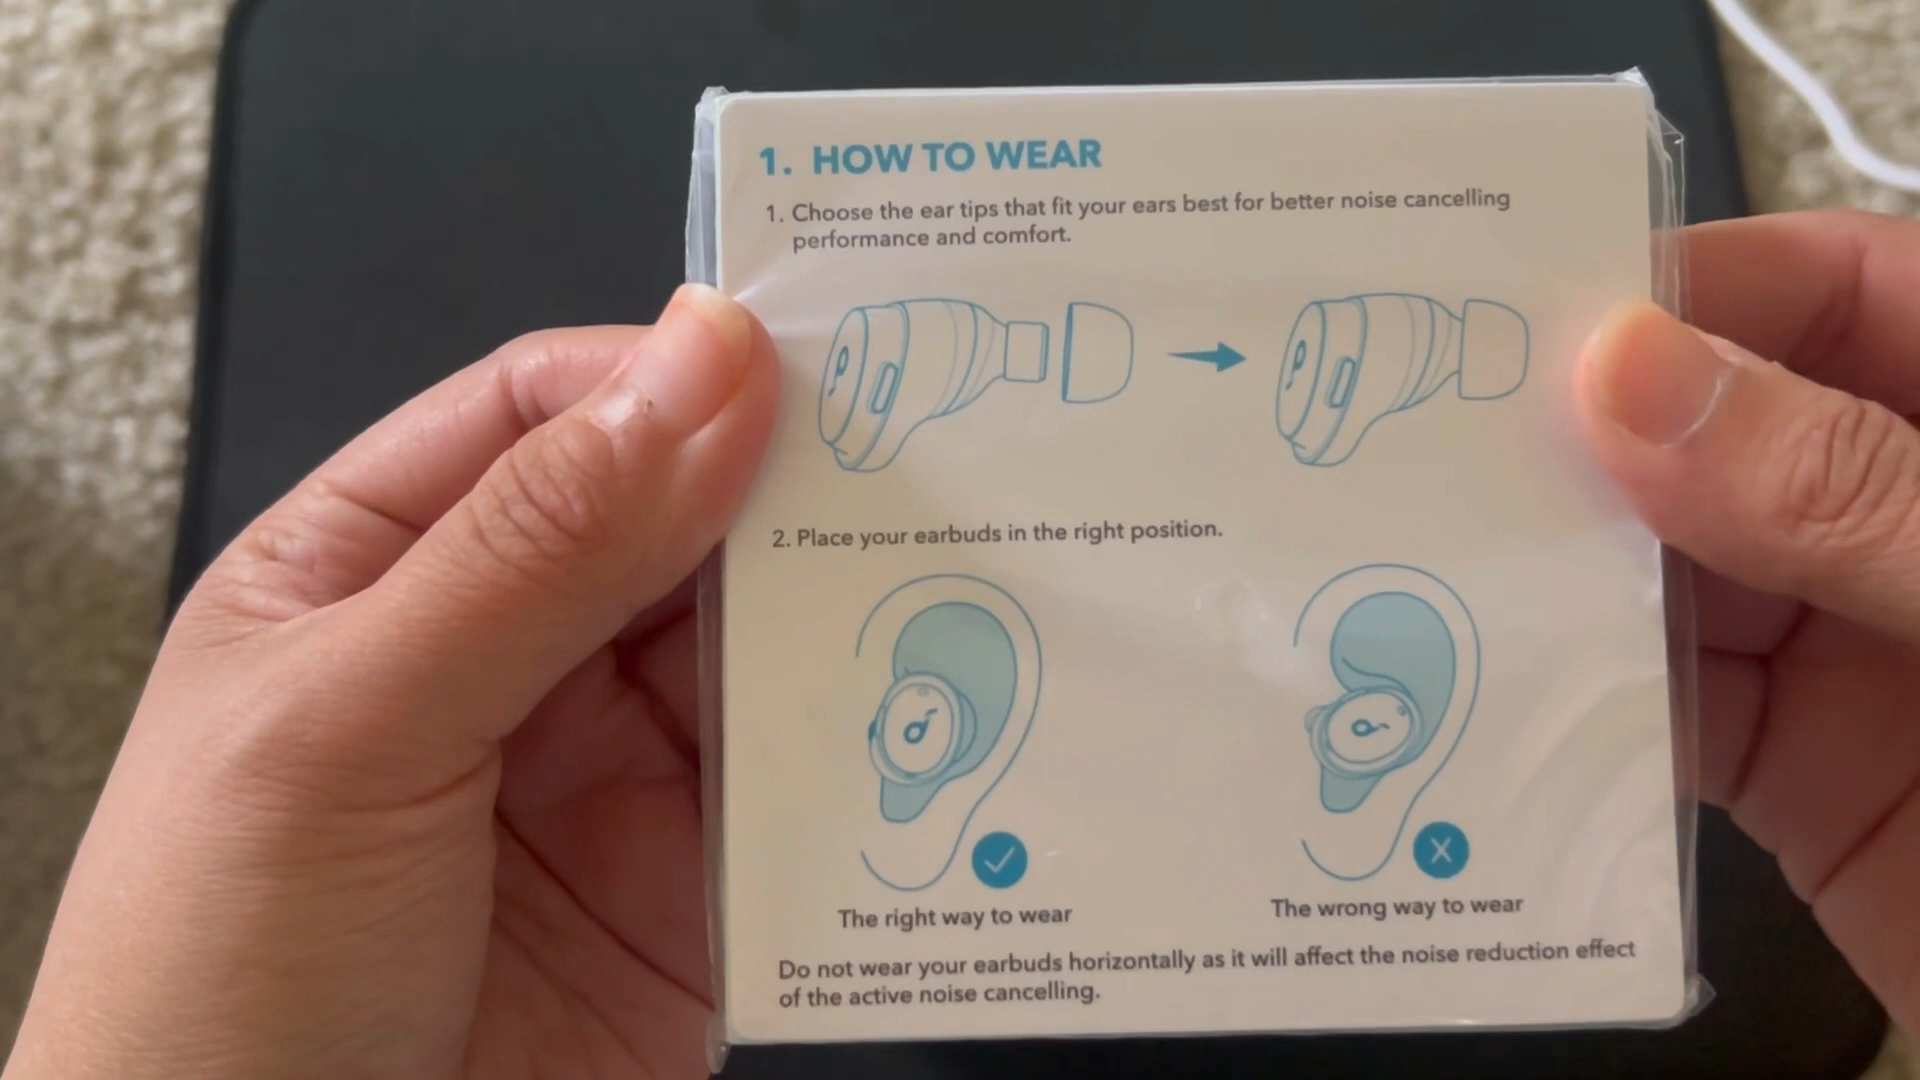 1. HOW TO WEAR
1. Choose the ear tips that fit your ears best for better noise cancelling
performance and comfort.
2. Place your earbuds in the right position.
The right way to wear
The wrong way to wear
Do not wear your earbuds horizontally as it will affect the noise reduction effect
of the active noise cancelling.